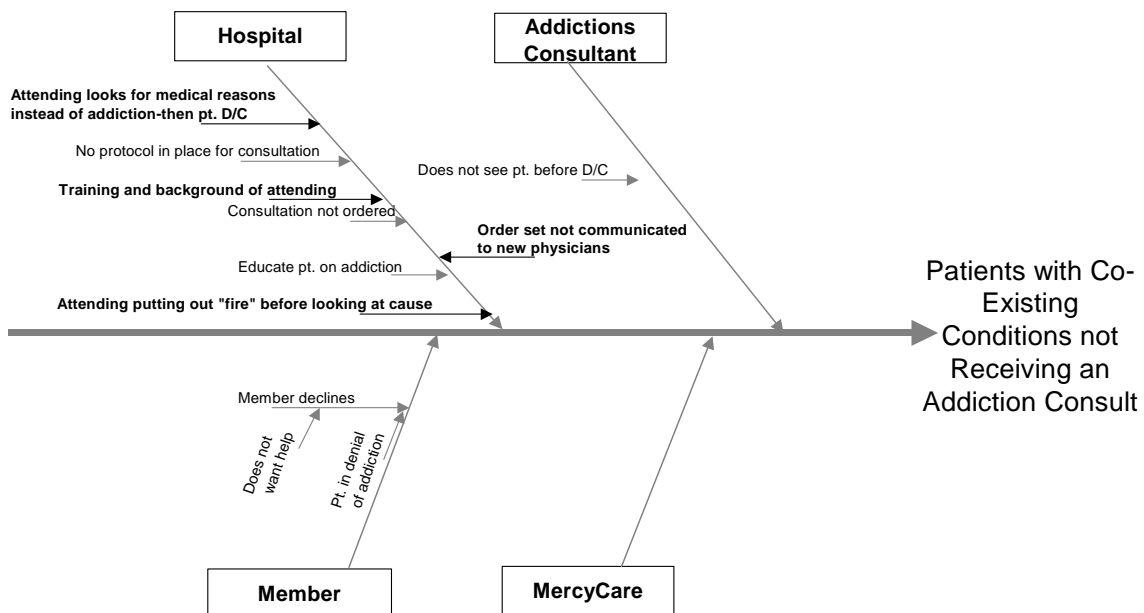 Hospital
Addictions
Consultant
Attending looks for medical reasons
instead of addiction-then pt. D/C
No protocol in place for consultation
Does not see pt. before D/C
Training and background of attending
Consultation not ordered
Order set not communicated
to new physicians
Educate pt. on addiction
Attending putting out "fire" before looking at cause
Patients with Co-
Existing
Conditions not
Receiving an
Addiction Consult
Member declines
Does not
want help
Pt. in denial
of addiction
Member
MercyCare